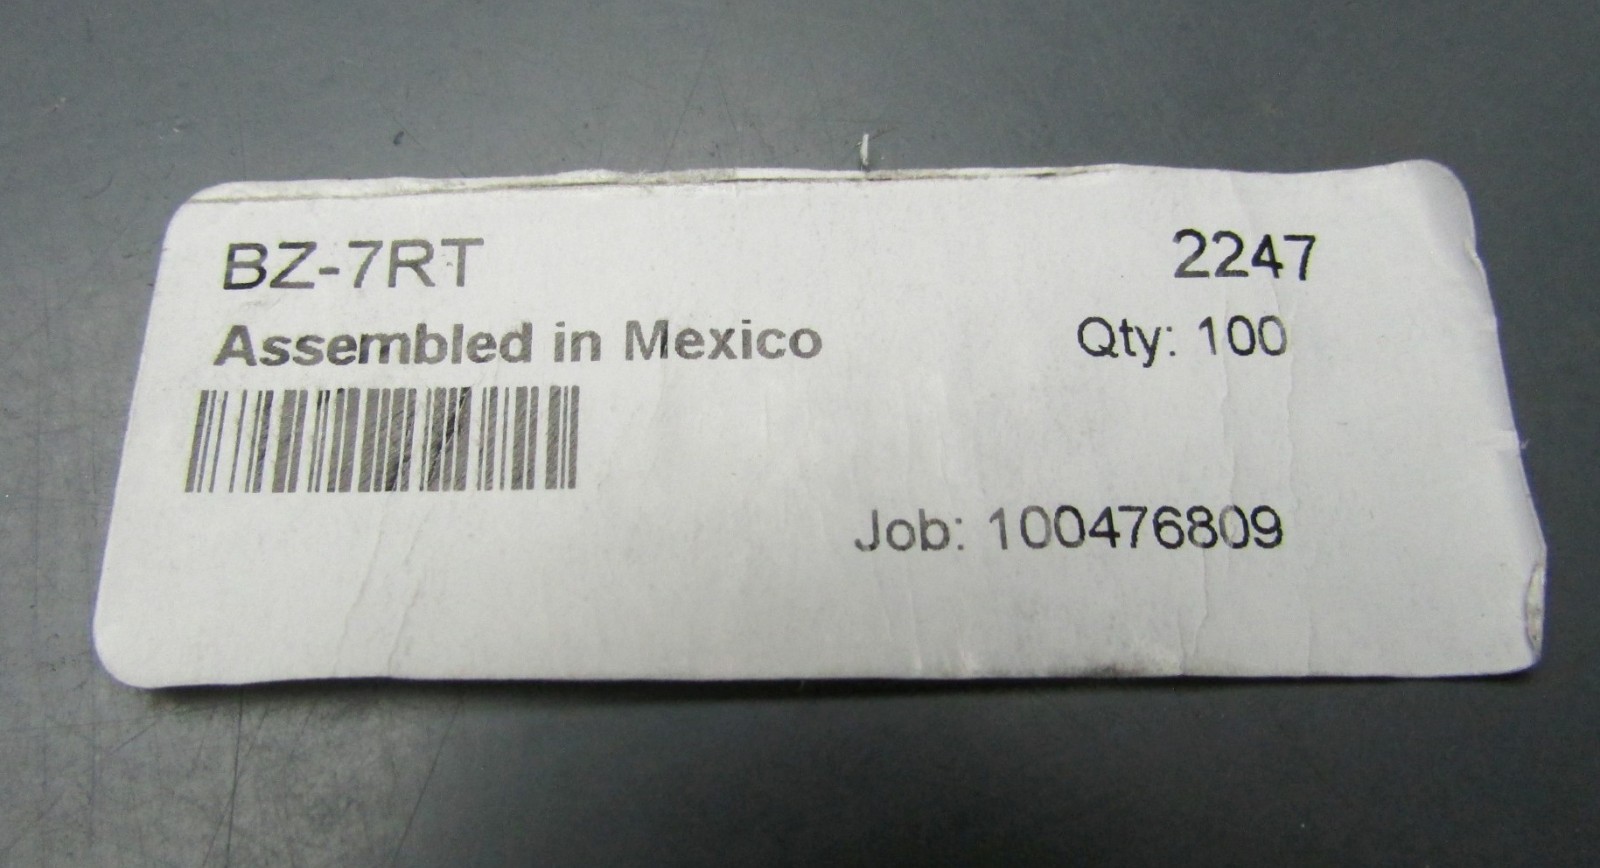 BZ-7RT 2247
Assembled in Mexico Qty: 100
Job: 100476809